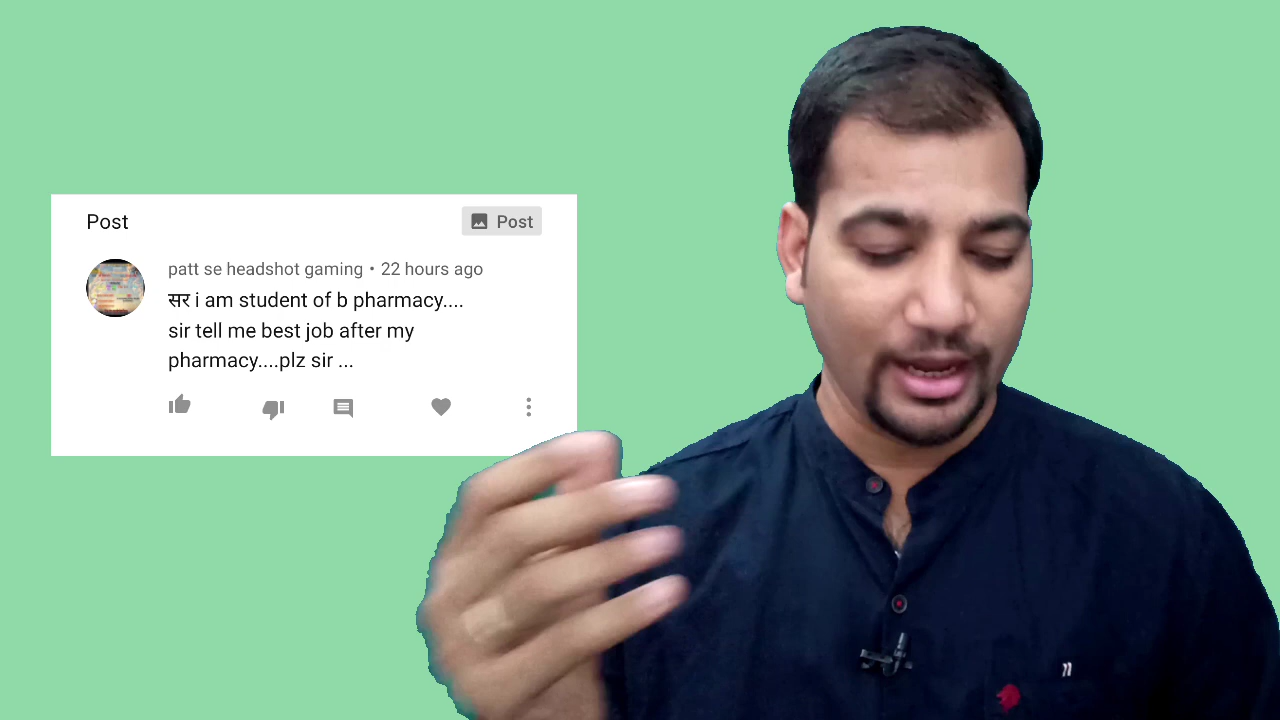 Post
Post
patt se headshot gaming • 22 hours ago
सर i am student of b pharmacy....
sir tell me best job after my
pharmacy....plz sir ...
n